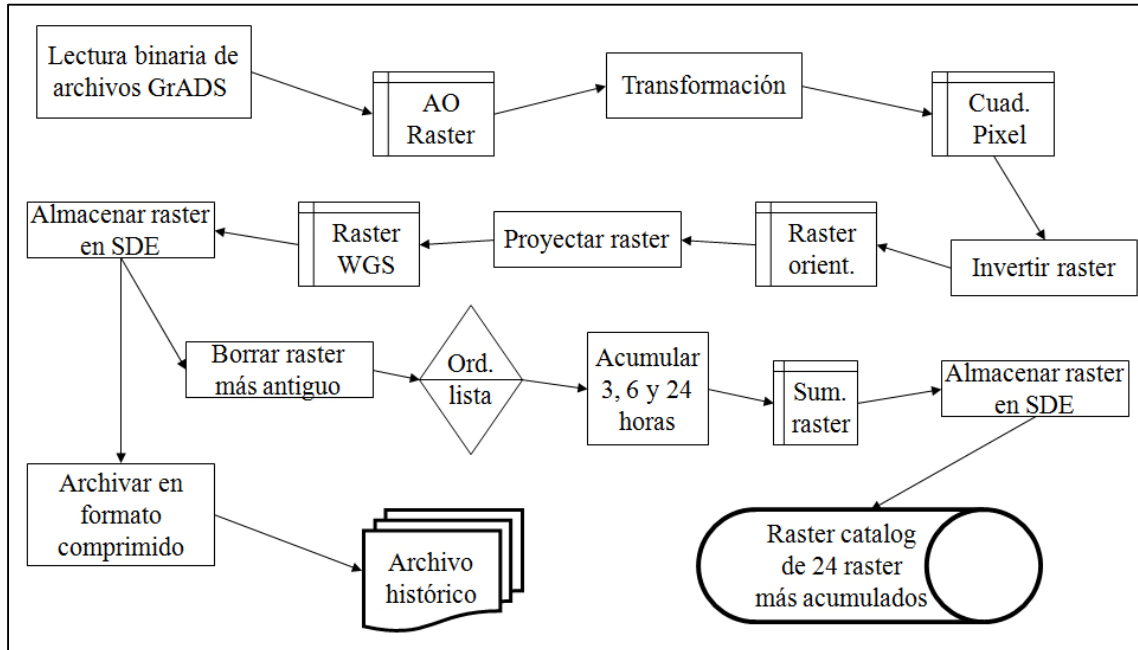 Lectura binaria de
archivos GrADS
AO
Raster
Transformación
Cuad.
Pixel
Almacenar raster
en SDE
Raster
WGS
Proyectar raster
Raster
orient.
Invertir raster
Borrar raster
más antiguo
Ord.
lista
Acumular
3, 6 y 24
horas
Sum.
raster
Almacenar raster
en SDE
Archivar en
formato
comprimido
Archivo
histórico
Raster catalog
de 24 raster
más acumulados